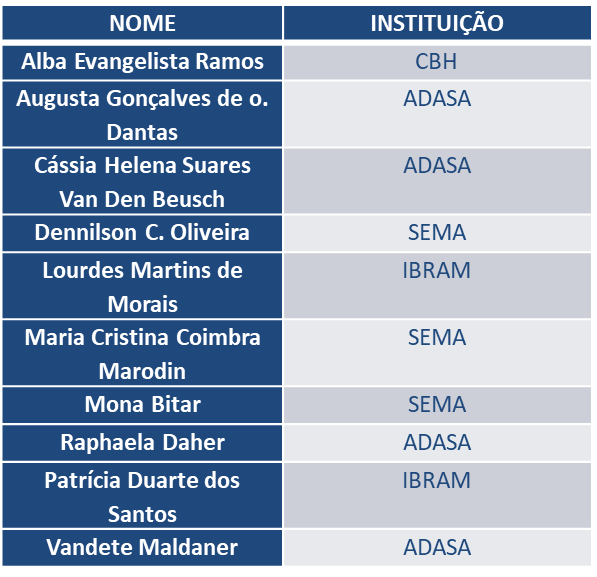 NOME INSTITUIÇÃO
Alba Evangelista Ramos CBH
Augusta Gonçalves de o. ADASA
Dantas
Cássia Helena Suares ADASA
Van Den Beusch
Dennilson C. Oliveira SEMA
Lourdes Martins de IBRAM
Morais
Maria Cristina Coimbra SEMA
Marodin
Mona Bitar SEMA
Raphaela Daher ADASA
Patrícia Duarte dos IBRAM
Santos
Vandete Maldaner ADASA